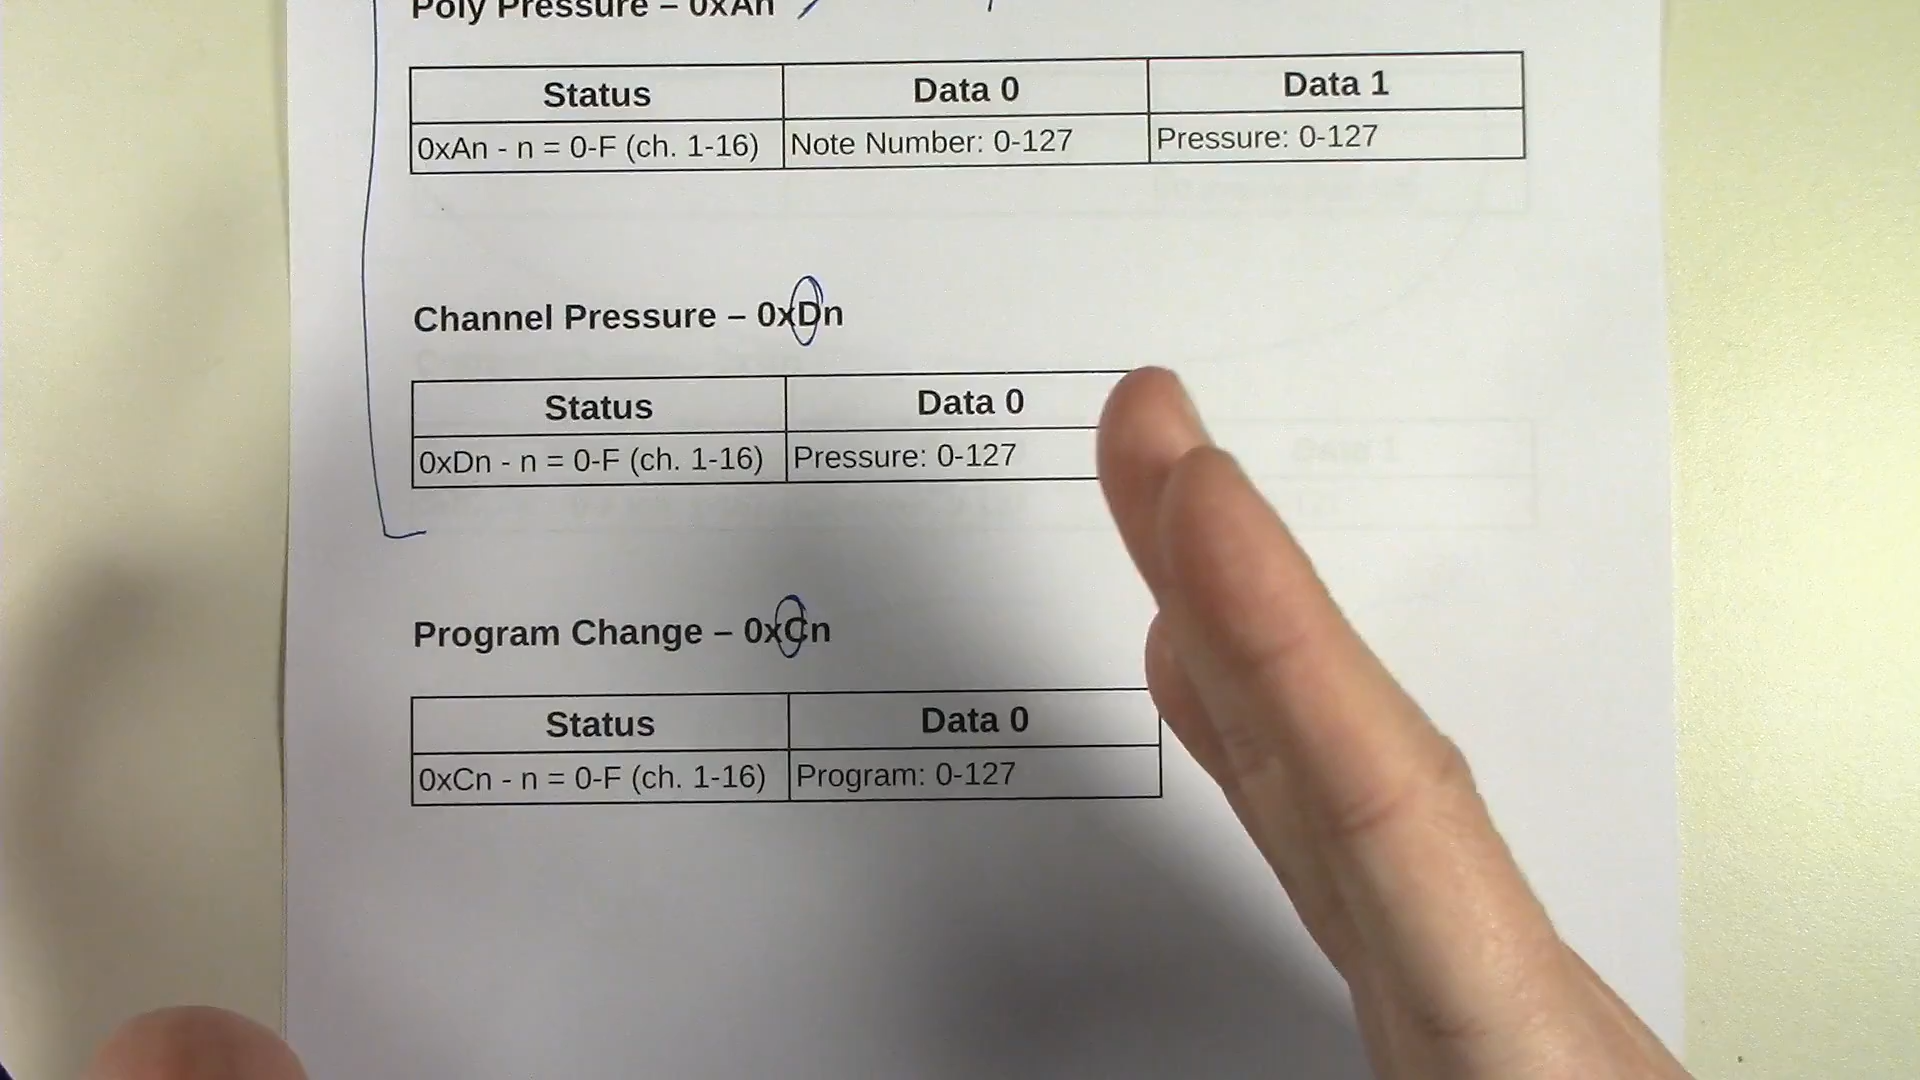 Poly Pressure – 0xAn
Status Data 0 Data 1
0xAn - n = 0-F (ch. 1-16) Note Number: 0-127 Pressure: 0-127
Channel Pressure – 0xDn
Status Data 0
0xDn - n = 0-F (ch. 1-16) Pressure: 0-127
Program Change – 0xCn
Status Data 0
0xCn - n = 0-F (ch. 1-16) Program: 0-127